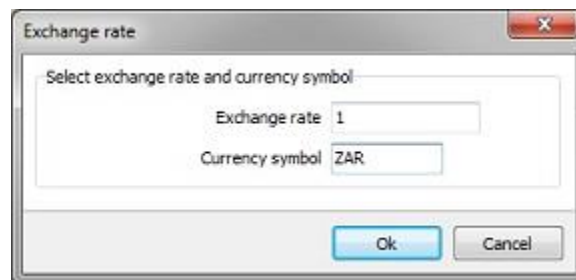 Exchange rate
Select exchange rate and currency symbol
Exchange rate 1
Currency symbol ZAR
Ok Cancel